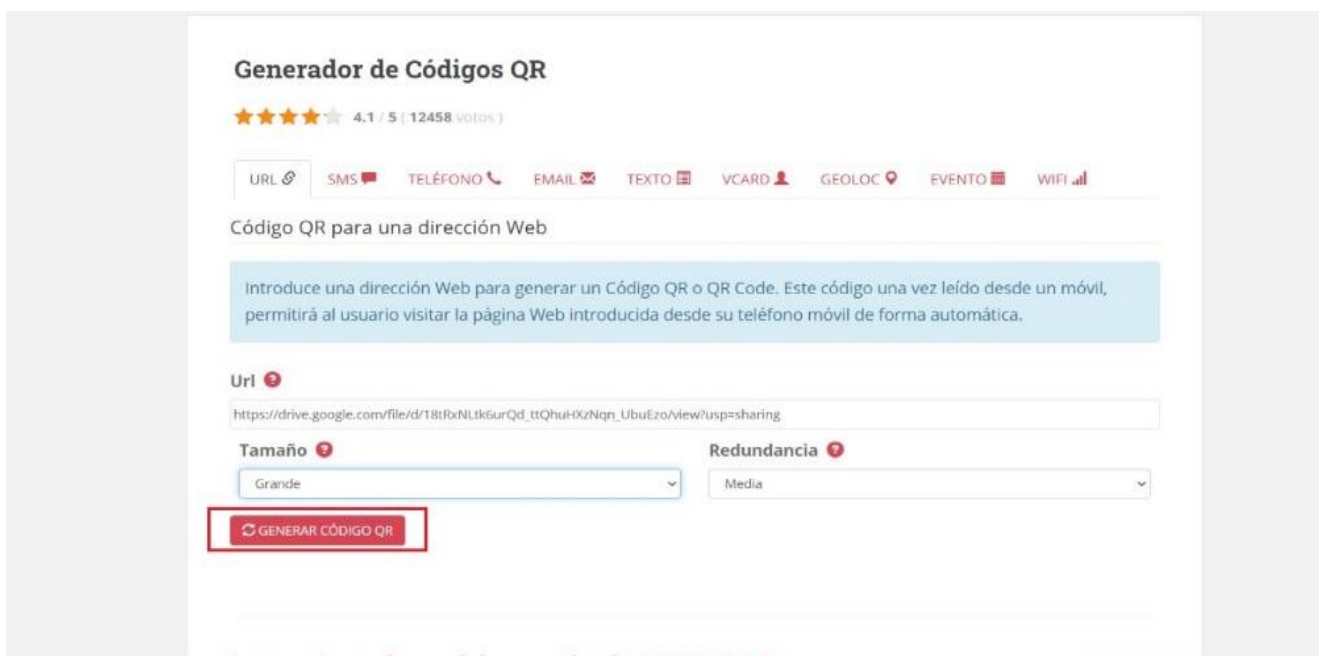 Generador de Códigos QR
4.1 / 5 ( 12458 votos )
URL SMS TELÉFONO EMAIL TEXTO VCARD GEOLOC EVENTO WIFI
Código QR para una dirección Web
Introduce una dirección Web para generar un Código QR o QR Code. Este código una vez leído desde un móvil,
permitirá al usuario visitar la página Web introducida desde su teléfono móvil de forma automática.
Url
https://drive.google.com/file/d/18tRxNLtk6urQd_ttQhuHXzNqn_UbuEzo/view?usp=sharing
Tamaño Redundancia
Grande Media
GENERAR CÓDIGO QR